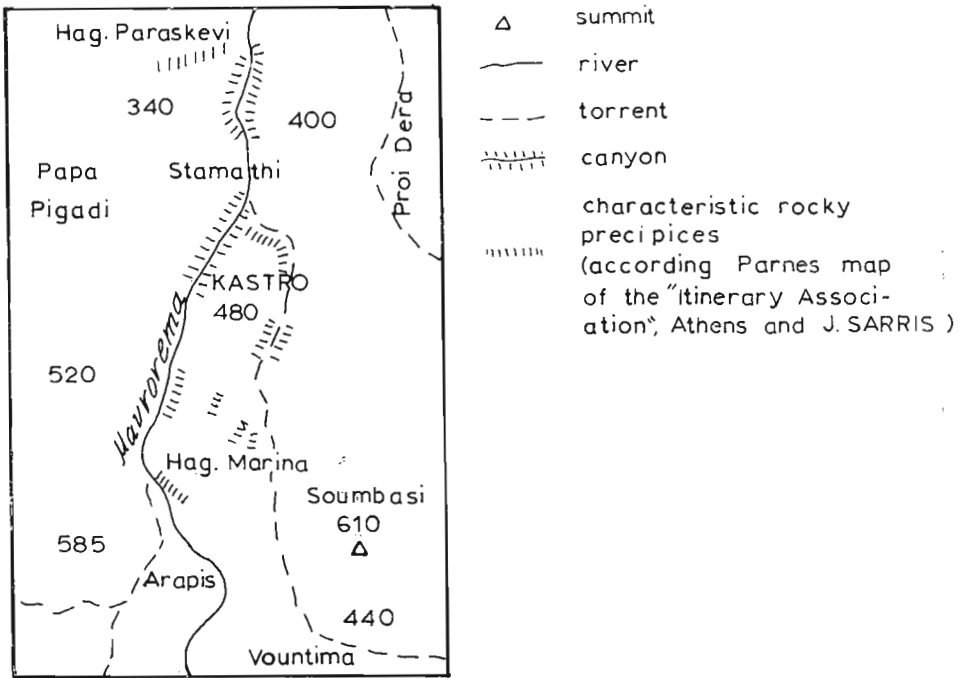 Hag. Paraskevi
340
400
Proi Dera
Papa
Pigadi
Stamathi
KASTRO
480
Mavrorema
520
Hag. Marina
Soumbasi
610
585
Arapis
440
Vountima
summit
river
torrent
canyon
characteristic rocky
precipices
(according Parnes map
of the "Itinerary Associ-
ation", Athens and J. SARRIS )